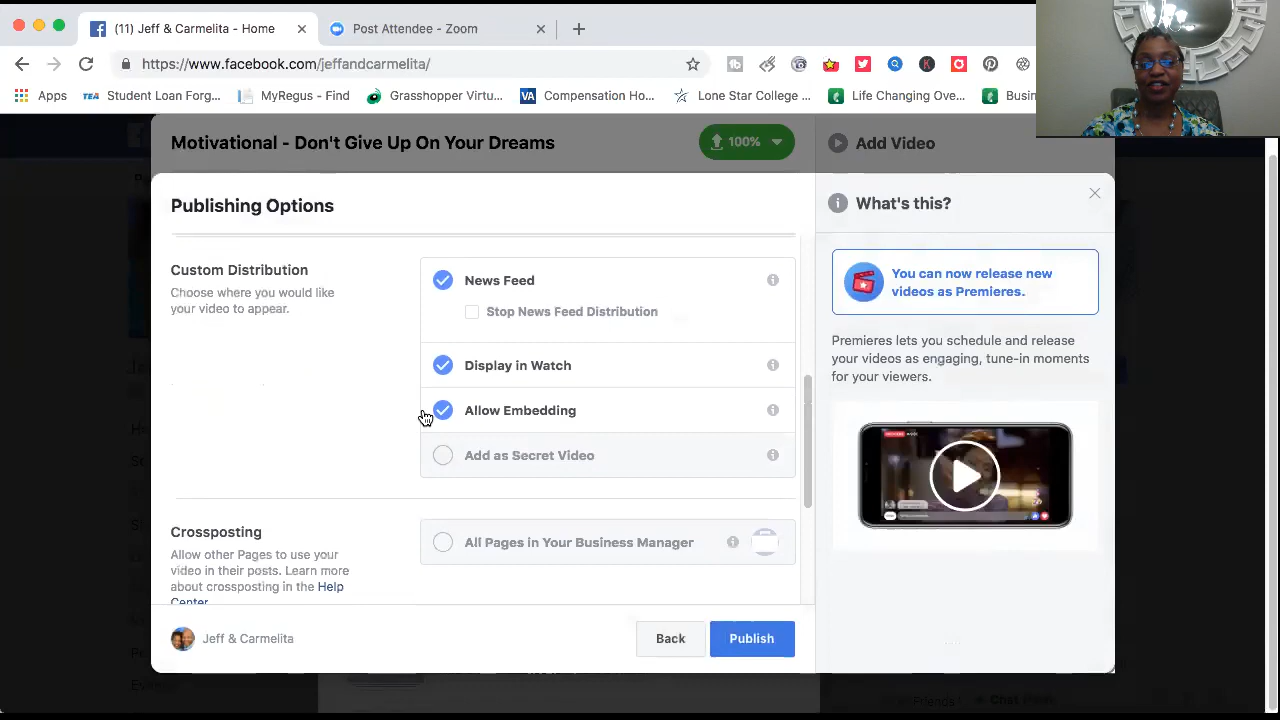 (11) Jeff & Carmelita - Home
Post Attendee - Zoom
https://www.facebook.com/jeffandcarmelita/
Apps
Student Loan Forg...
MyRegus - Find
Grasshopper Virtu...
Compensation Ho...
Lone Star College ...
Life Changing Ove...
Busin
Motivational - Don't Give Up On Your Dreams
100%
Add Video
Publishing Options
What's this?
Custom Distribution
Choose where you would like
your video to appear.
News Feed
Stop News Feed Distribution
Display in Watch
Allow Embedding
Add as Secret Video
You can now release new
videos as Premieres.
Premieres lets you schedule and release
your videos as engaging, tune-in moments
for your viewers.
Crossposting
Allow other Pages to use your
video in their posts. Learn more
about crossposting in the Help
Center.
All Pages in Your Business Manager
Jeff & Carmelita
Back
Publish